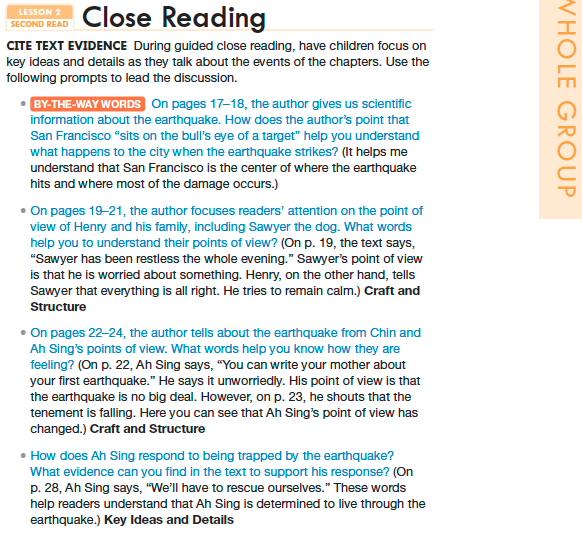 LESSON 2
SECOND READ
Close Reading
CITE TEXT EVIDENCE During guided close reading, have children focus on
key ideas and details as they talk about the events of the chapters. Use the
following prompts to lead the discussion.
• BY-THE-WAY WORDS On pages 17–18, the author gives us scientific
information about the earthquake. How does the author’s point that
San Francisco “sits on the bull’s eye of a target” help you understand
what happens to the city when the earthquake strikes? (It helps me
understand that San Francisco is the center of where the earthquake
hits and where most of the damage occurs.)
• On pages 19–21, the author focuses readers’ attention on the point of
view of Henry and his family, including Sawyer the dog. What words
help you to understand their points of view? (On p. 19, the text says,
“Sawyer has been restless the whole evening.” Sawyer’s point of view
is that he is worried about something. Henry, on the other hand, tells
Sawyer that everything is all right. He tries to remain calm.) Craft and
Structure
• On pages 22–24, the author tells about the earthquake from Chin and
Ah Sing’s points of view. What words help you know how they are
feeling? (On p. 22, Ah Sing says, “You can write your mother about
your first earthquake.” He says it unworriedly. His point of view is that
the earthquake is no big deal. However, on p. 23, he shouts that the
tenement is falling. Here you can see that Ah Sing’s point of view has
changed.) Craft and Structure
• How does Ah Sing respond to being trapped by the earthquake?
What evidence can you find in the text to support his response? (On
p. 28, Ah Sing says, “We’ll have to rescue ourselves.” These words
help readers understand that Ah Sing is determined to live through the
earthquake.) Key Ideas and Details
WHOLE GROUP